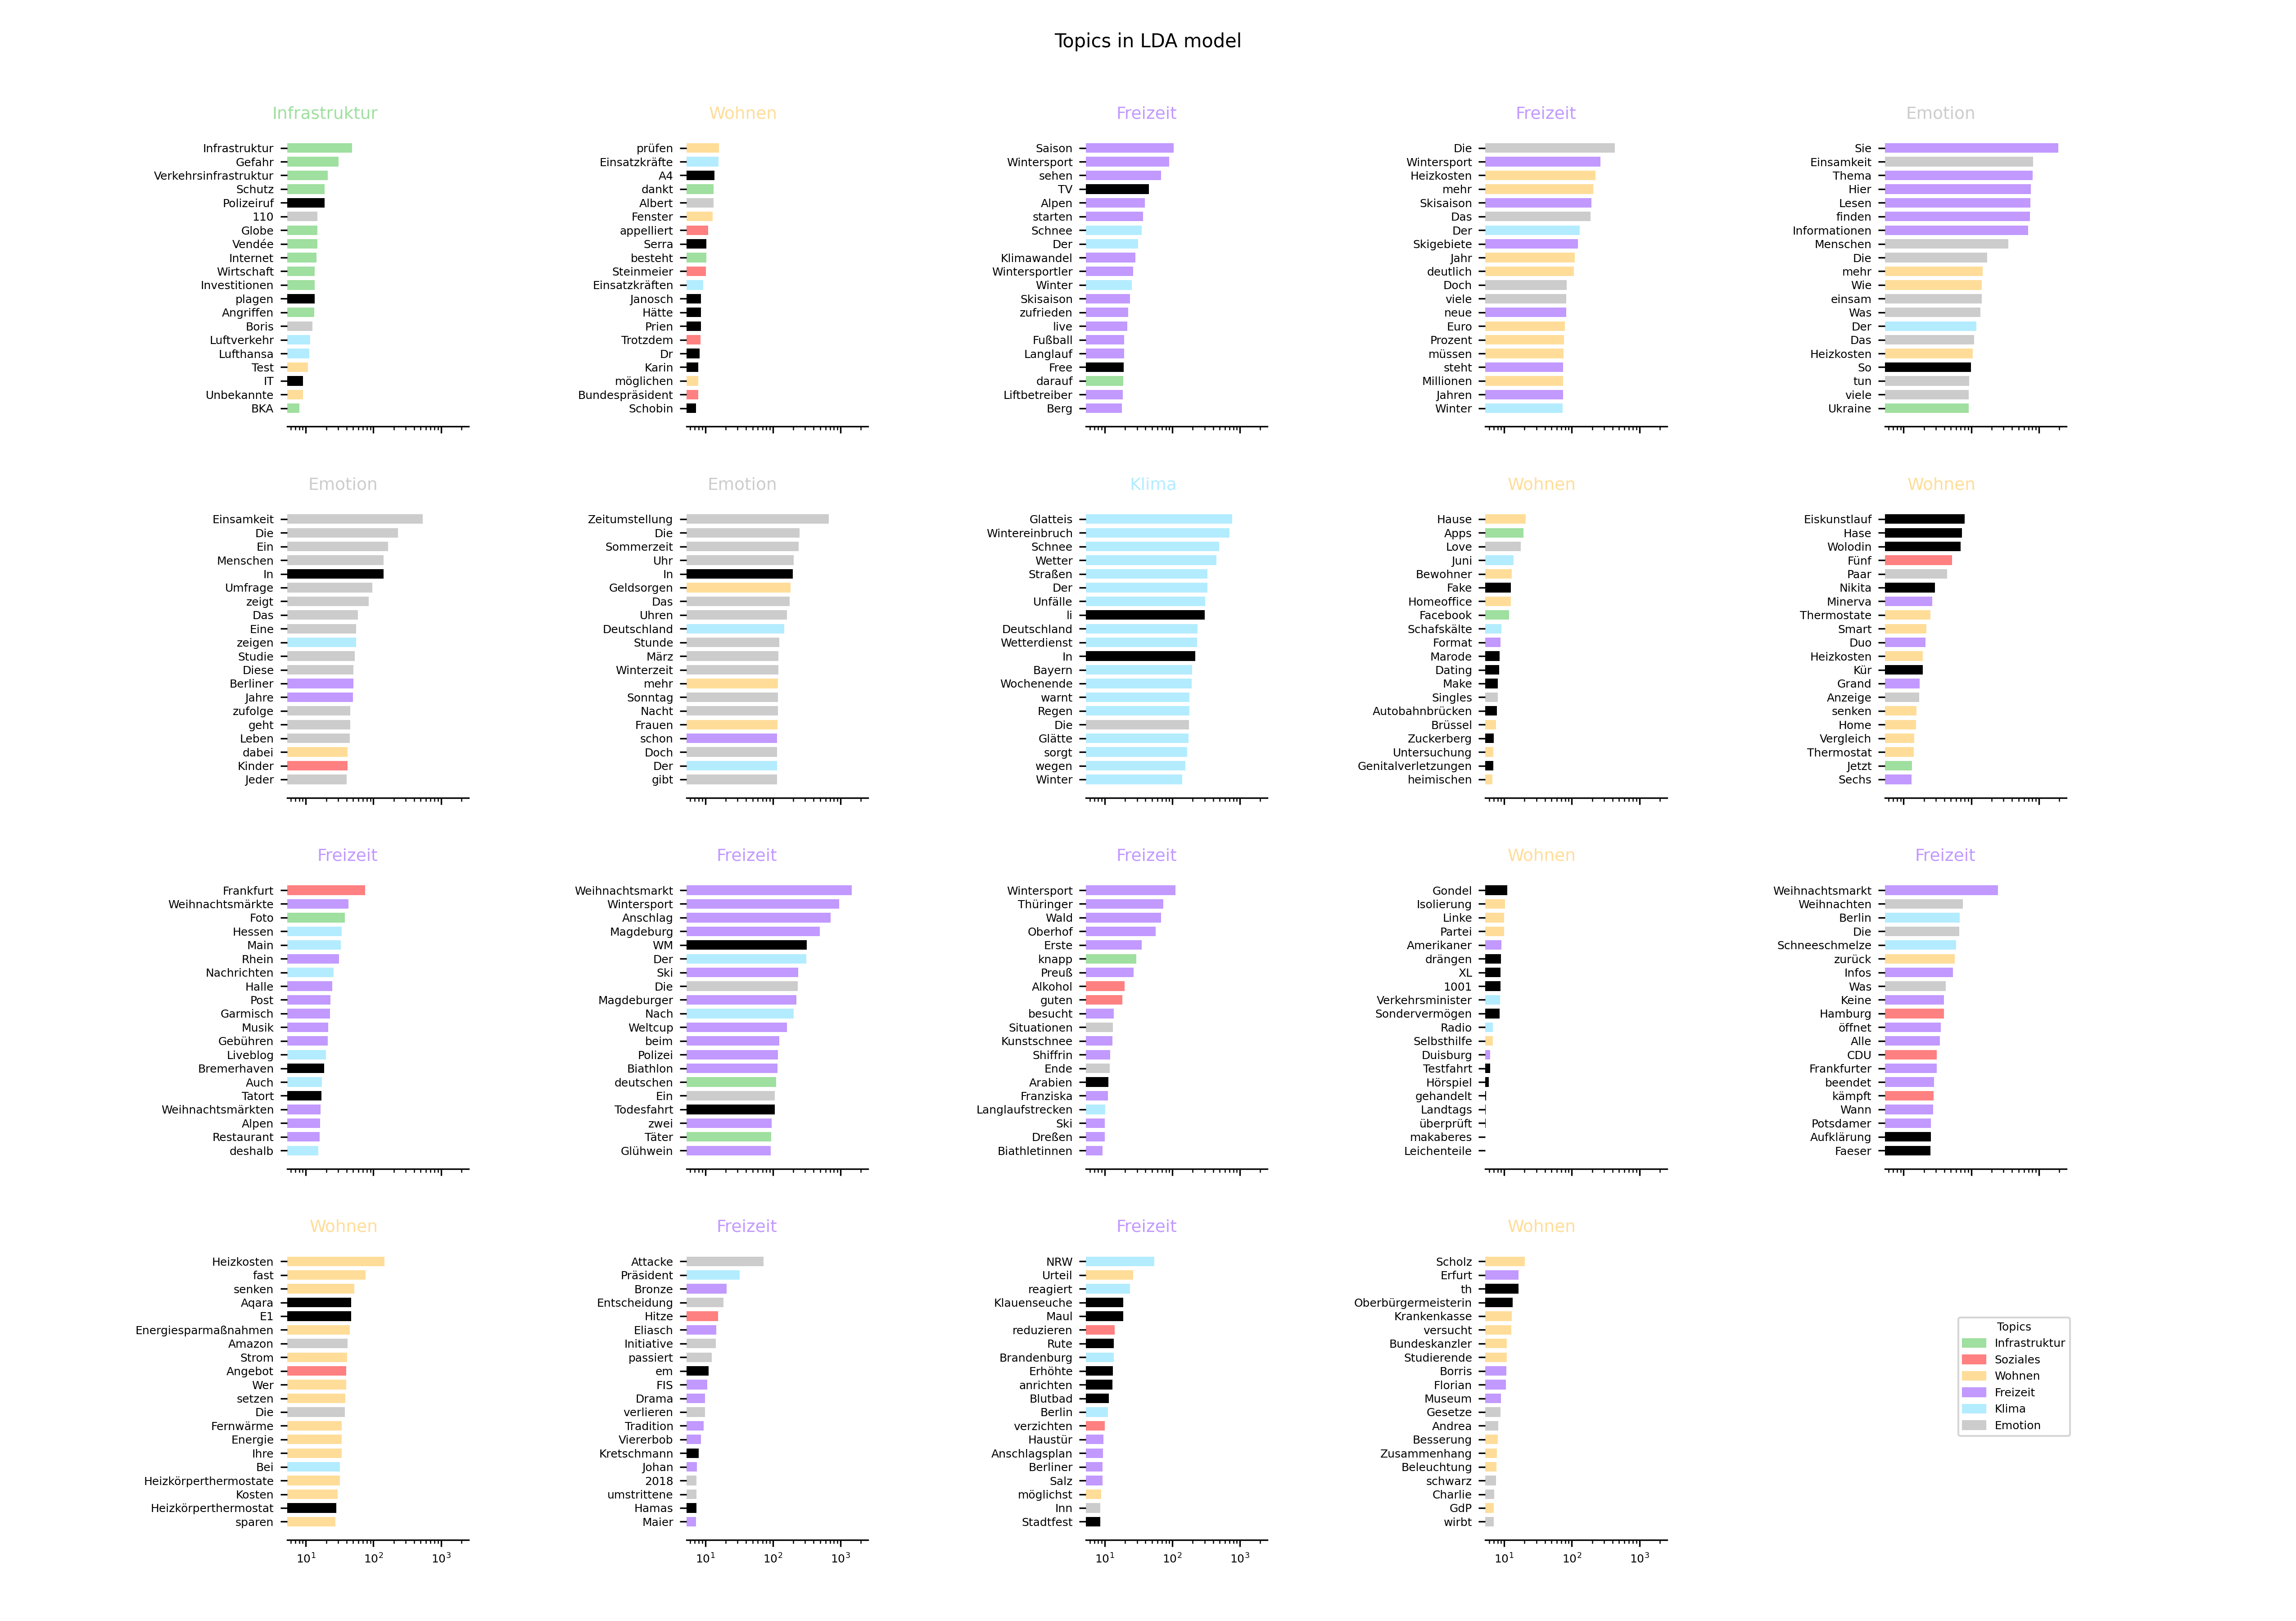 Topics in LDA model
Infrastruktur
Infrastruktur
Gefahr
Verkehrsinfrastruktur
Schutz
Polizeiruf
110
Globe
Vendée
Internet
Wirtschaft
Investitionen
plagen
Angriffen
Boris
Luftverkehr
Lufthansa
Test
IT
Unbekannte
BKA
Wohnen
prüfen
Einsatzkräfte
A4
dankt
Albert
Fenster
appelliert
Serra
besteht
Steinmeier
Einsatzkräften
Janosch
Hätte
Prien
Trotzdem
Dr
Karin
möglichen
Bundespräsident
Schobin
Freizeit
Saison
Wintersport
sehen
TV
Alpen
starten
Schnee
Der
Klimawandel
Wintersportler
Winter
Skisaison
zufrieden
live
Fußball
Langlauf
Free
darauf
Liftbetreiber
Berg
Freizeit
Die
Wintersport
Heizkosten
mehr
Skisaison
Das
Der
Skigebiete
Jahr
deutlich
Doch
viele
neue
Euro
Prozent
müssen
steht
Millionen
Jahren
Winter
Emotion
Sie
Einsamkeit
Thema
Hier
Lesen
finden
Informationen
Menschen
Die
mehr
Wie
einsam
Was
Der
Das
Heizkosten
So
tun
viele
Ukraine
Emotion
Einsamkeit
Die
Ein
Menschen
In
Umfrage
zeigt
Das
Eine
zeigen
Studie
Diese
Berliner
Jahre
zufolge
geht
Leben
dabei
Kinder
Jeder
Emotion
Zeitumstellung
Die
Sommerzeit
Uhr
In
Geldsorgen
Das
Uhren
Deutschland
Stunde
März
Winterzeit
mehr
Sonntag
Nacht
Frauen
schon
Doch
Der
gibt
Klima
Glatteis
Wintereinbruch
Schnee
Wetter
Straßen
Der
Unfälle
li
Deutschland
Wetterdienst
In
Bayern
Wochenende
warnt
Regen
Die
Glätte
sorgt
wegen
Winter
Wohnen
Hause
Apps
Love
Juni
Bewohner
Fake
Homeoffice
Facebook
Schafskälte
Format
Marode
Dating
Make
Singles
Autobahnbrücken
Brüssel
Zuckerberg
Untersuchung
Genitalverletzungen
heimischen
Wohnen
Eiskunstlauf
Hase
Wolodin
Fünf
Paar
Nikita
Minerva
Thermostate
Smart
Duo
Heizkosten
Kür
Grand
Anzeige
senken
Home
Vergleich
Thermostat
Jetzt
Sechs
Freizeit
Frankfurt
Weihnachtsmärkte
Foto
Hessen
Main
Rhein
Nachrichten
Halle
Post
Garmisch
Musik
Gebühren
Liveblog
Bremerhaven
Auch
Tatort
Weihnachtsmärkten
Alpen
Restaurant
deshalb
Freizeit
Weihnachtsmarkt
Wintersport
Anschlag
Magdeburg
WM
Der
Ski
Die
Magdeburger
Nach
Weltcup
beim
Polizei
Biathlon
deutschen
Ein
Todesfahrt
zwei
Täter
Glühwein
Freizeit
Wintersport
Thüringer
Wald
Oberhof
Erste
knapp
Preuß
Alkohol
guten
besucht
Situationen
Kunstschnee
Shiffrin
Ende
Arabien
Franziska
Langlaufstrecken
Ski
Dreßen
Biathletinnen
Wohnen
Gondel
Isolierung
Linke
Partei
Amerikaner
drängen
XL
1001
Verkehrsminister
Sondervermögen
Radio
Selbsthilfe
Duisburg
Testfahrt
Hörspiel
gehandelt
Landtags
überprüft
makaberes
Leichenteile
Freizeit
Weihnachtsmarkt
Weihnachten
Berlin
Die
Schneeschmelze
zurück
Infos
Was
Keine
Hamburg
öffnet
Alle
CDU
Frankfurter
beendet
kämpft
Wann
Potsdamer
Aufklärung
Faeser
Wohnen
Heizkosten
fast
senken
Aqara
E1
Energiesparmaßnahmen
Amazon
Strom
Angebot
Wer
setzen
Die
Fernwärme
Energie
Ihre
Bei
Heizkörperthermostate
Kosten
Heizkörperthermostat
sparen
10¹ 10² 10³
Freizeit
Attacke
Präsident
Bronze
Entscheidung
Hitze
Eliasch
Initiative
passiert
em
FIS
Drama
verlieren
Tradition
Viererbob
Kretschmann
Johan
2018
umstrittene
Hamas
Maier
10¹ 10² 10³
Freizeit
NRW
Urteil
reagiert
Klauenseuche
Maul
reduzieren
Rute
Brandenburg
Erhöhte
anrichten
Blutbad
Berlin
verzichten
Haustür
Anschlagsplan
Berliner
Salz
möglichst
Inn
Stadtfest
10¹ 10² 10³
Wohnen
Scholz
Erfurt
th
Oberbürgermeisterin
Krankenkasse
versucht
Bundeskanzler
Studierende
Borris
Florian
Museum
Gesetze
Andrea
Besserung
Zusammenhang
Beleuchtung
schwarz
Charlie
GdP
wirbt
10¹ 10² 10³
Topics
Infrastruktur
Soziales
Wohnen
Freizeit
Klima
Emotion